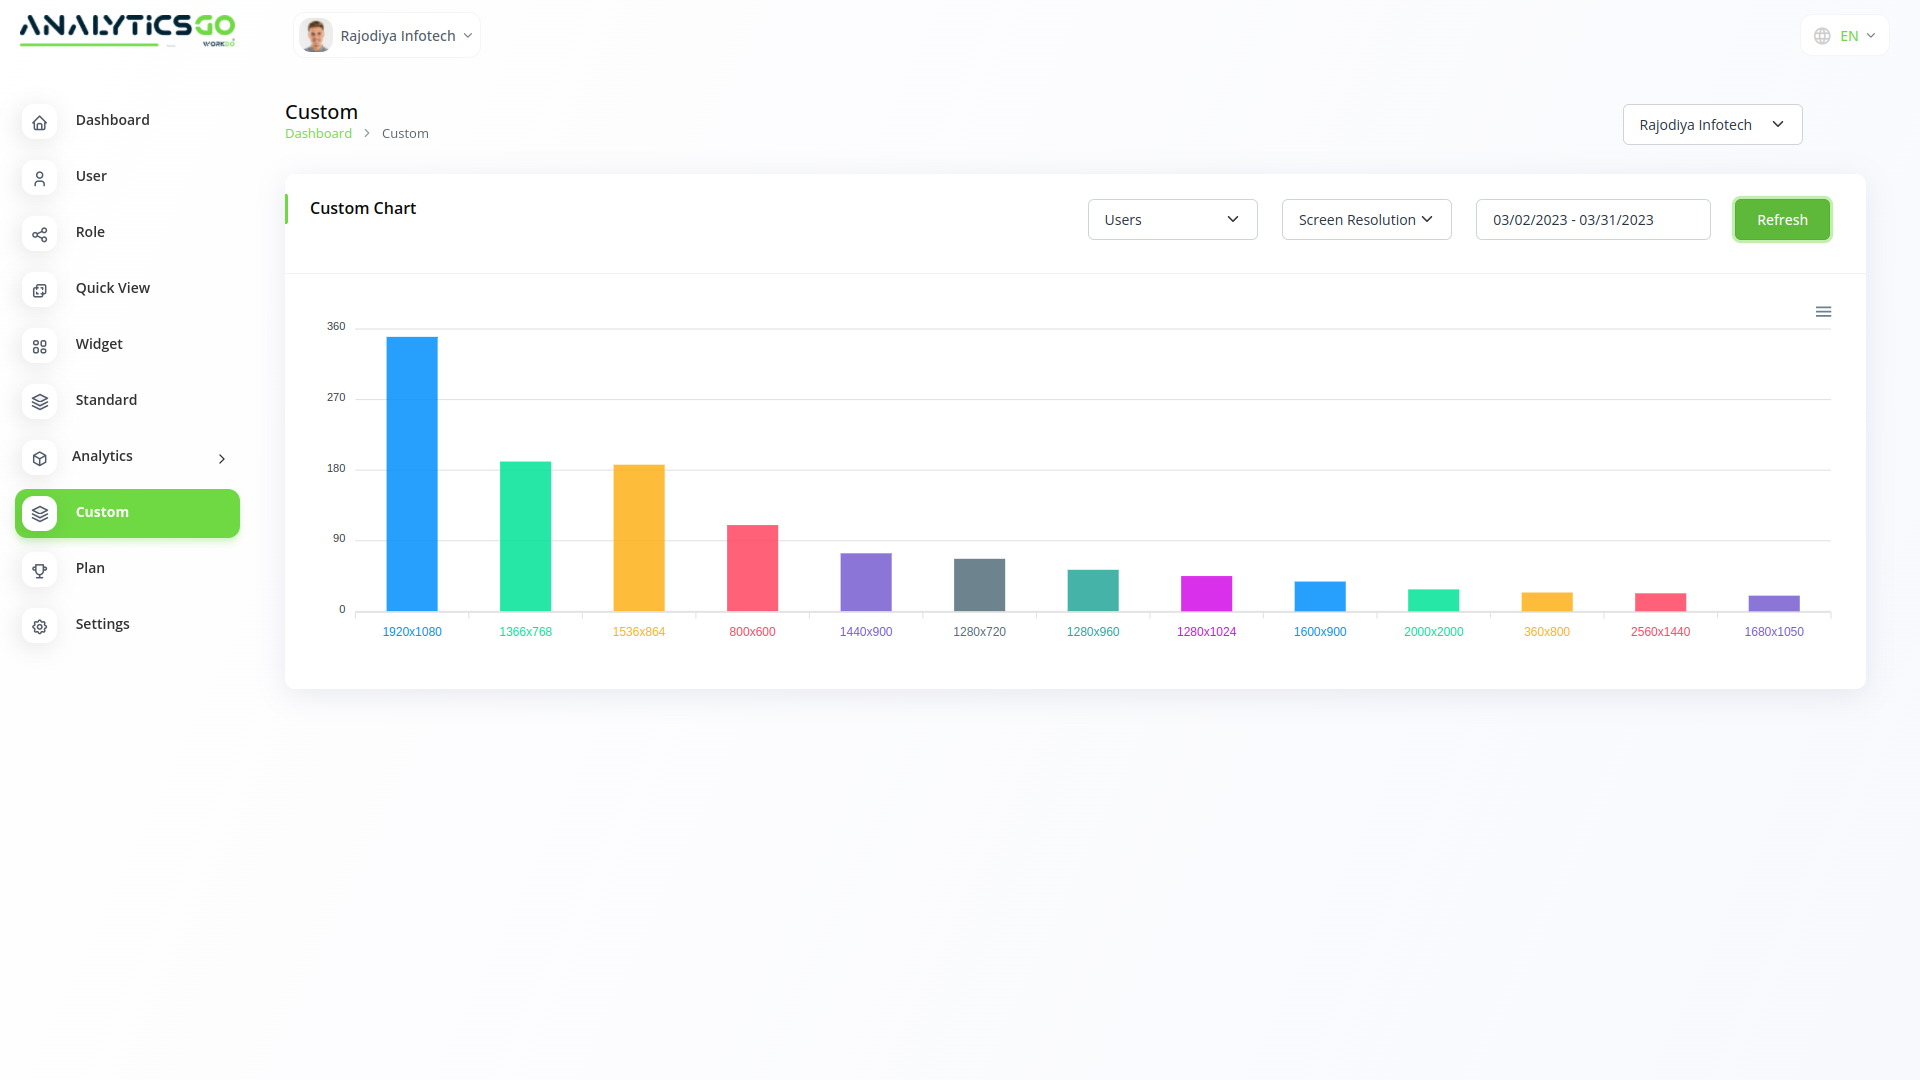 ANALYTiCSGO
WORKDO
Rajodiya Infotech
EN
Dashboard
User
Role
Quick View
Widget
Standard
Analytics
Custom
Plan
Settings
Custom
Dashboard > Custom
Rajodiya Infotech
Custom Chart
Users
Screen Resolution
03/02/2023 - 03/31/2023
Refresh
360
270
180
90
0
1920x1080
1366x768
1536x864
800x600
1440x900
1280x720
1280x960
1280x1024
1600x900
2000x2000
360x800
2560x1440
1680x1050